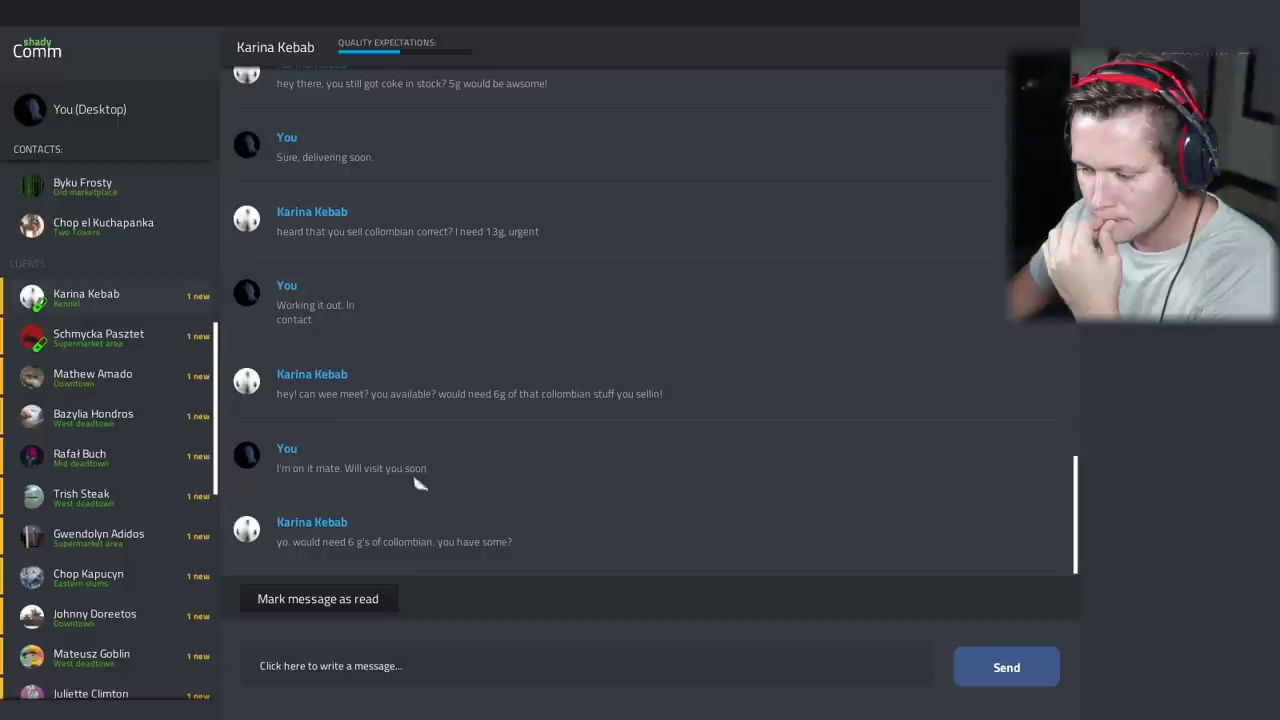 shady
Comm
You (Desktop)
CONTACTS:
Byku Frosty
Old marketplace
Chop el Kuchapanka
Two Towers
CLIENTS
Karina Kebab
Kennel
1 new
Schmycka Pasztet
Supermarket area
1 new
Mathew Amado
Downtown
1 new
Bazylia Hondros
West deadtown
1 new
Rafał Buch
Mid deadtown
1 new
Trish Steak
West deadtown
1 new
Gwendolyn Adidos
Supermarket area
1 new
Chop Kapucyn
Eastern slums
1 new
Johnny Doreetos
Downtown
1 new
Mateusz Goblin
West deadtown
1 new
Juliette Climton
1 new
Karina Kebab
QUALITY EXPECTATIONS:
Karina Kebab
hey there, you still got coke in stock? 5g would be awsome!
You
Sure, delivering soon.
Karina Kebab
heard that you sell collombian correct? I need 13g, urgent
You
Working it out. In
contact
Karina Kebab
hey! can wee meet? you available? would need 6g of that collombian stuff you sellin!
You
I'm on it mate. Will visit you soon
Karina Kebab
yo. would need 6 g's of collombian. you have some?
Mark message as read
Click here to write a message...
Send